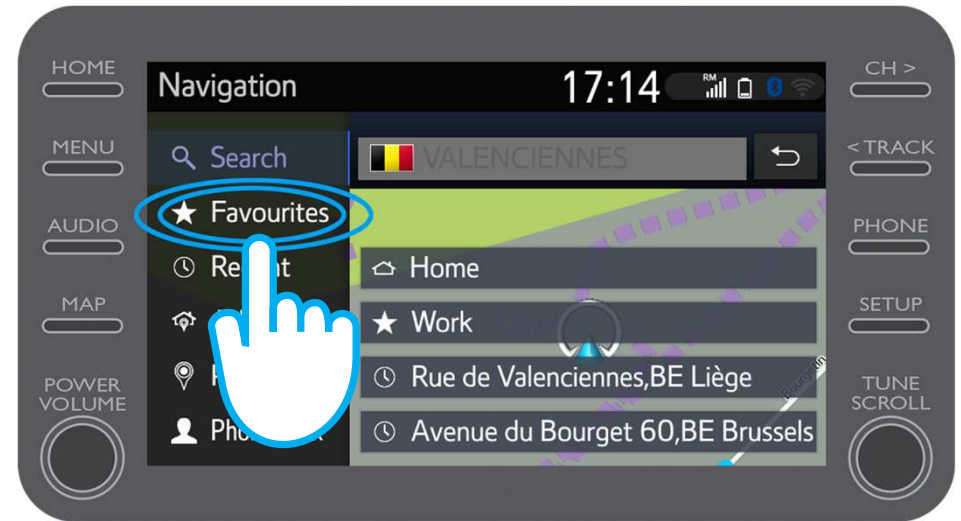 HOME
MENU
AUDIO
MAP
POWER
VOLUME
Navigation
17:14
RM
Search
Favourites
VALENCIENNES
Home
Work
Rue de Valenciennes,BE Liège
Avenue du Bourget 60,BE Brussels
CH >
< TRACK
PHONE
SETUP
TUNE
SCROLL